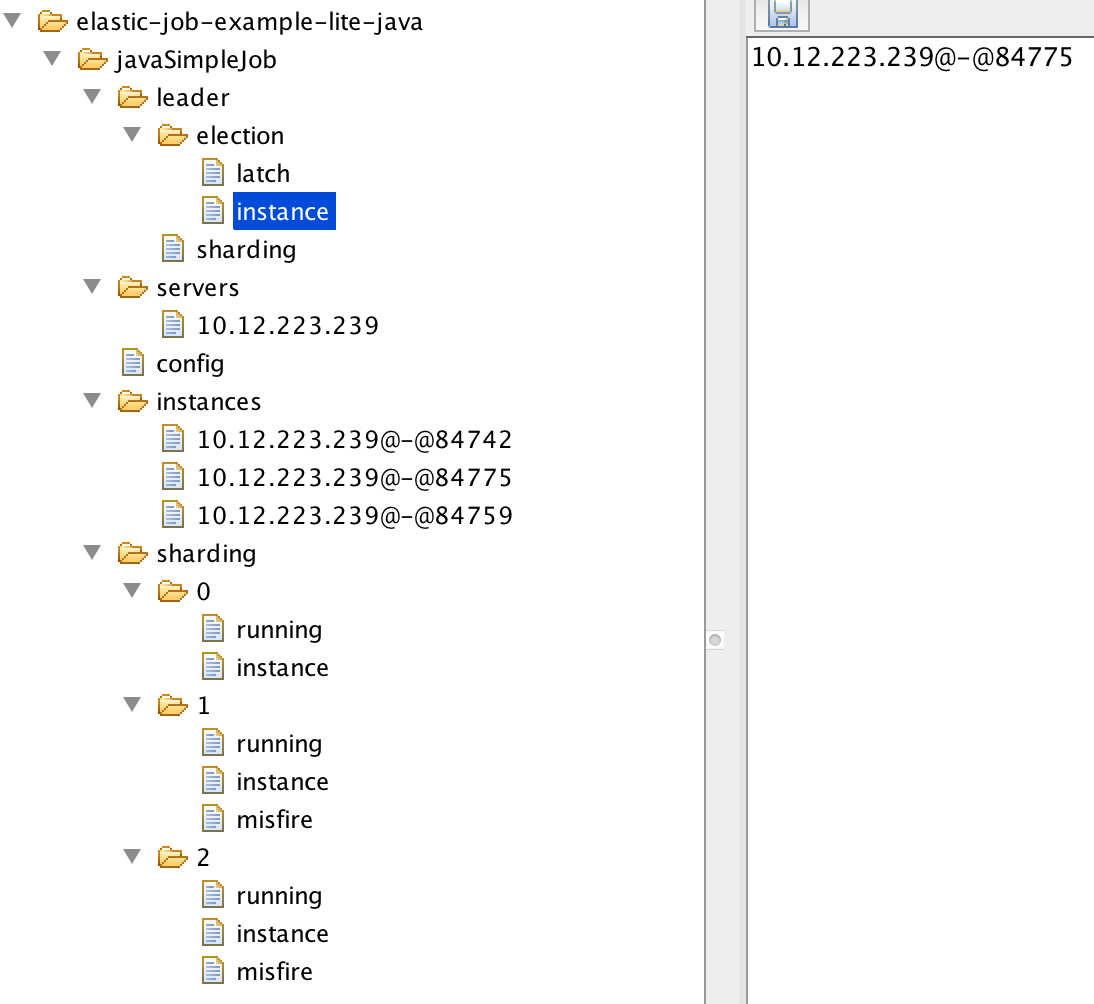 elastic-job-example-lite-java
javaSimpleJob
leader
election
latch
instance
sharding
servers
10.12.223.239
config
instances
10.12.223.239@-@84742
10.12.223.239@-@84775
10.12.223.239@-@84759
sharding
0
running
instance
1
running
instance
misfire
2
running
instance
misfire
10.12.223.239@-@84775